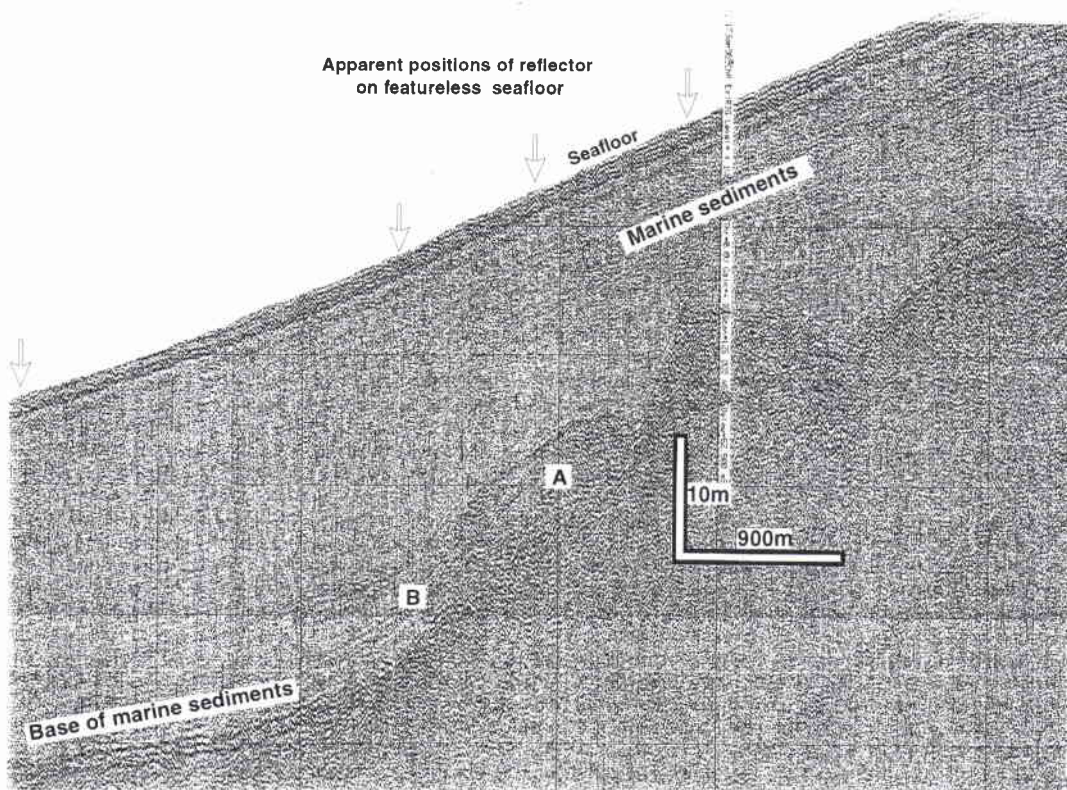 Apparent positions of reflector
on featureless seafloor
Seafloor
Marine sediments
A
10m
900m
B
Base of marine sediments